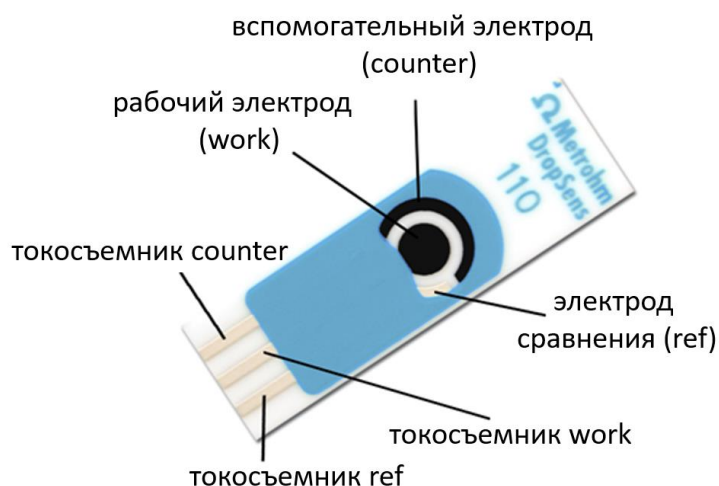 вспомогательный электрод
(counter)
рабочий электрод
(work)
Metrohm
DropSens
110
токосъемник counter
электрод
сравнения (ref)
токосъемник work
токосъемник ref